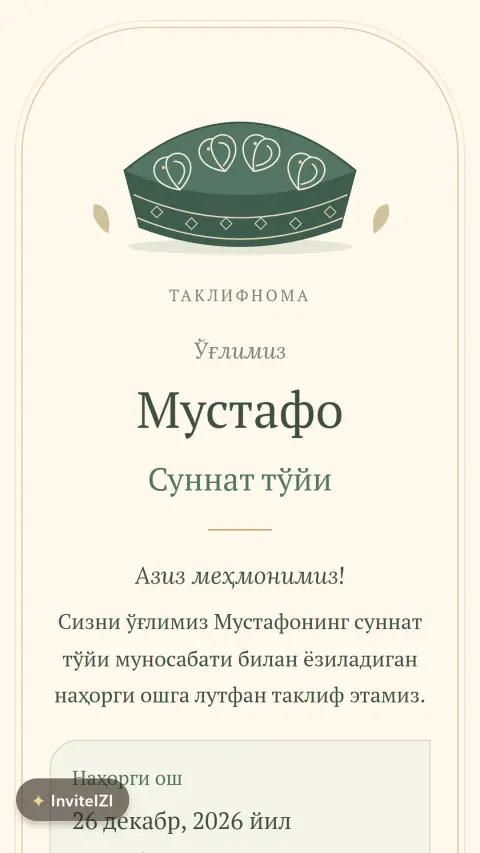 ТАКЛИФНОМА
Ўғлимиз
Мустафо
Суннат тўйи
Азиз меҳмонимиз!
Сизни ўғлимиз Мустафонинг суннат
тўйи муносабати билан ёзиладиган
наҳорги ошга лутфан таклиф этамиз.
Наҳорги ош
InviteIZI
26 декабр, 2026 йил